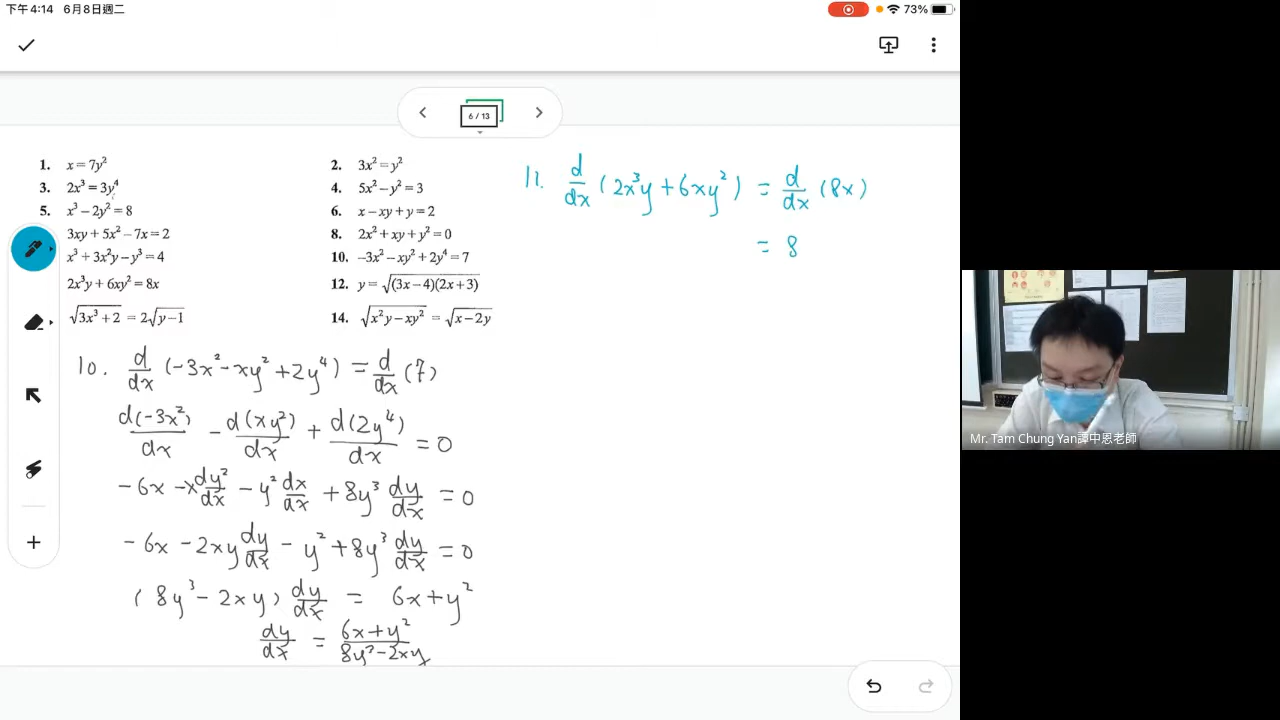 下午4:14 6月8日週二
73%
6 / 13
1. x = 7y²
2. 3x² = y²
3. 2x³ = 3y⁴
4. 5x² − y² = 3
5. x³ − 2y² = 8
6. x − xy + y = 2
3xy + 5x² − 7x = 2
8. 2x² + xy + y² = 0
x³ + 3x²y − y³ = 4
10. −3x² − xy² + 2y⁴ = 7
2x³y + 6xy² = 8x
12. y = √((3x − 4)(2x + 3))
√(3x³ + 2) = 2√(y − 1)
14. √(x²y − xy²) = √(x − 2y)
10. d/dx (−3x² − xy² + 2y⁴) = d/dx (7)
d(−3x²)/dx − d(xy²)/dx + d(2y⁴)/dx = 0
−6x − x dy²/dx − y² dx/dx + 8y³ dy/dx = 0
−6x − 2xy dy/dx − y² + 8y³ dy/dx = 0
(8y³ − 2xy) dy/dx = 6x + y²
dy/dx = (6x + y²)/(8y³ − 2xy)
11. d/dx (2x³y + 6xy²) = d/dx (8x)
= 8
Mr. Tam Chung Yan譚中恩老師